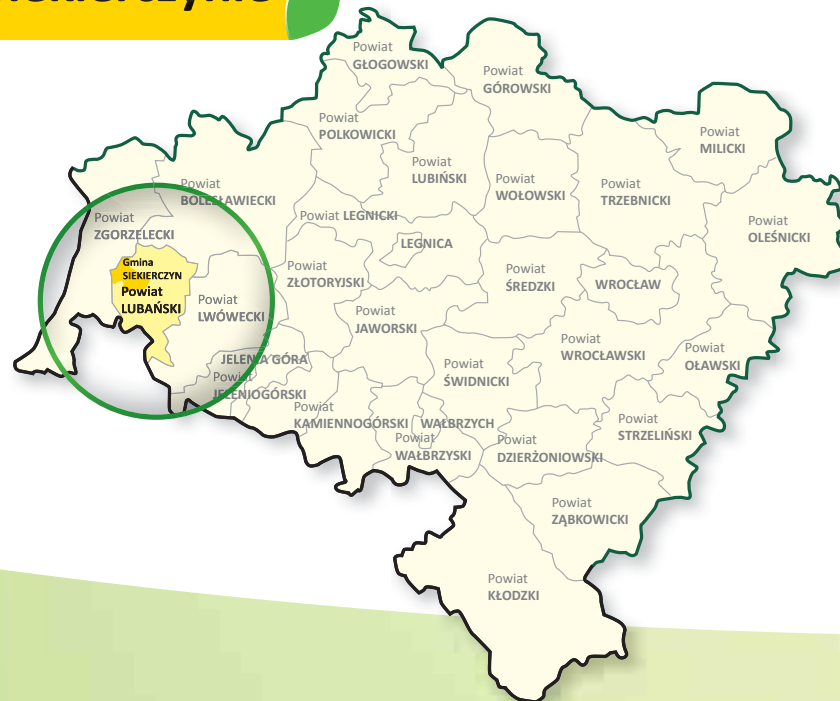 Powiat
GŁOGOWSKI
Powiat
GÓROWSKI
Powiat
POLKOWICKI
Powiat
MILICKI
Powiat
LUBIŃSKI
Powiat
WOŁOWSKI
Powiat
TRZEBNICKI
Powiat
BOLESŁAWIECKI
Powiat LEGNICKI
Powiat
ZGORZELECKI
Powiat
OLEŚNICKI
LEGNICA
Gmina
SIEKIERCZYN
Powiat
LUBAŃSKI
Powiat
ZŁOTORYJSKI
Powiat
ŚREDZKI
WROCŁAW
Powiat
LWÓWECKI
Powiat
JAWORSKI
Powiat
WROCŁAWSKI
Powiat
OŁAWSKI
JELENIA GÓRA
Powiat
JELENIOGÓRSKI
Powiat
ŚWIDNICKI
Powiat
KAMIENNOGÓRSKI
WAŁBRZYCH
Powiat
WAŁBRZYSKI
Powiat
DZIERŻONIOWSKI
Powiat
STRZELIŃSKI
Powiat
ZĄBKOWICKI
Powiat
KŁODZKI